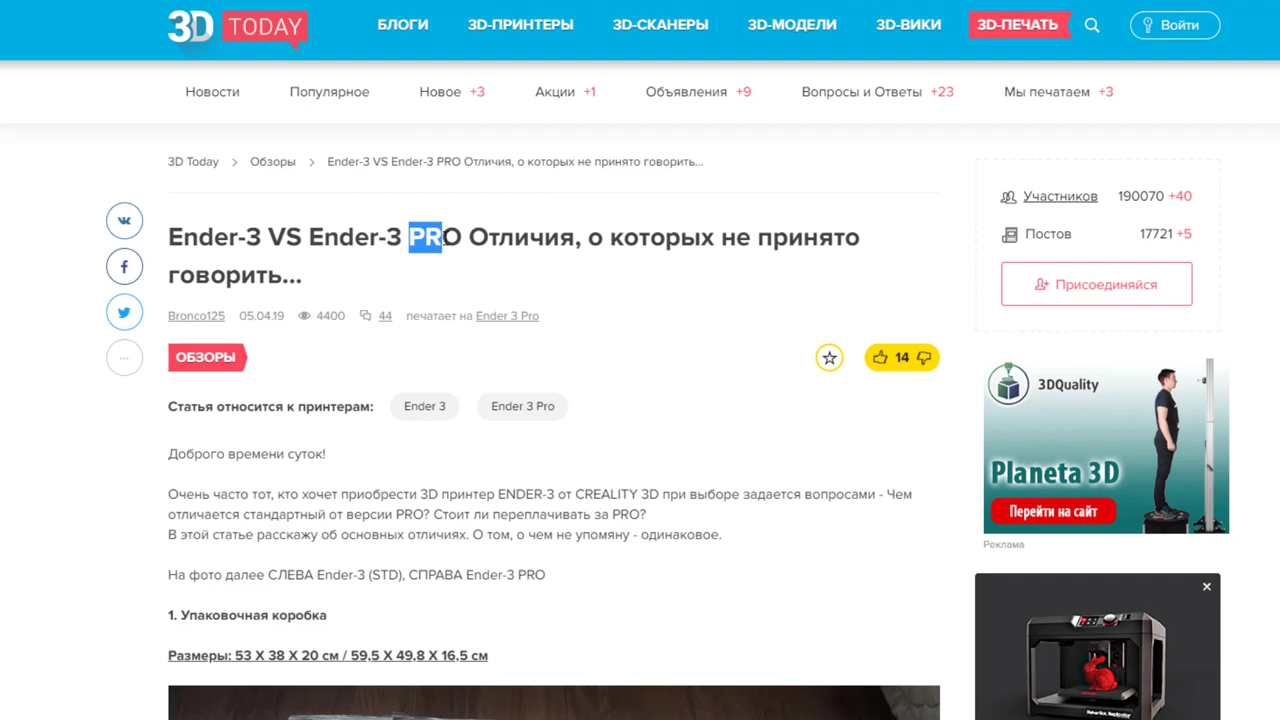 3D TODAY
БЛОГИ 3D-ПРИНТЕРЫ 3D-СКАНЕРЫ 3D-МОДЕЛИ 3D-ВИКИ 3D-ПЕЧАТЬ Войти
Новости Популярное Новое +3 Акции +1 Объявления +9 Вопросы и Ответы +23 Мы печатаем +3
3D Today > Обзоры > Ender-3 VS Ender-3 PRO Отличия, о которых не принято говорить...
Ender-3 VS Ender-3 PRO Отличия, о которых не принято
говорить...
Bronco125 05.04.19 4400 44 печатает на Ender 3 Pro
ОБЗОРЫ
14
Статья относится к принтерам: Ender 3 Ender 3 Pro
Доброго времени суток!
Очень часто тот, кто хочет приобрести 3D принтер ENDER-3 от CREALITY 3D при выборе задается вопросами - Чем
отличается стандартный от версии PRO? Стоит ли переплачивать за PRO?
В этой статье расскажу об основных отличиях. О том, о чем не упомяну - одинаковое.
На фото далее СЛЕВА Ender-3 (STD), СПРАВА Ender-3 PRO
1. Упаковочная коробка
Размеры: 53 X 38 X 20 см / 59,5 X 49,8 X 16,5 см
Участников 190070 +40
Постов 17721 +5
Присоединяйся
3DQuality
Planeta 3D
Перейти на сайт
Реклама
MakerBot. Replicator